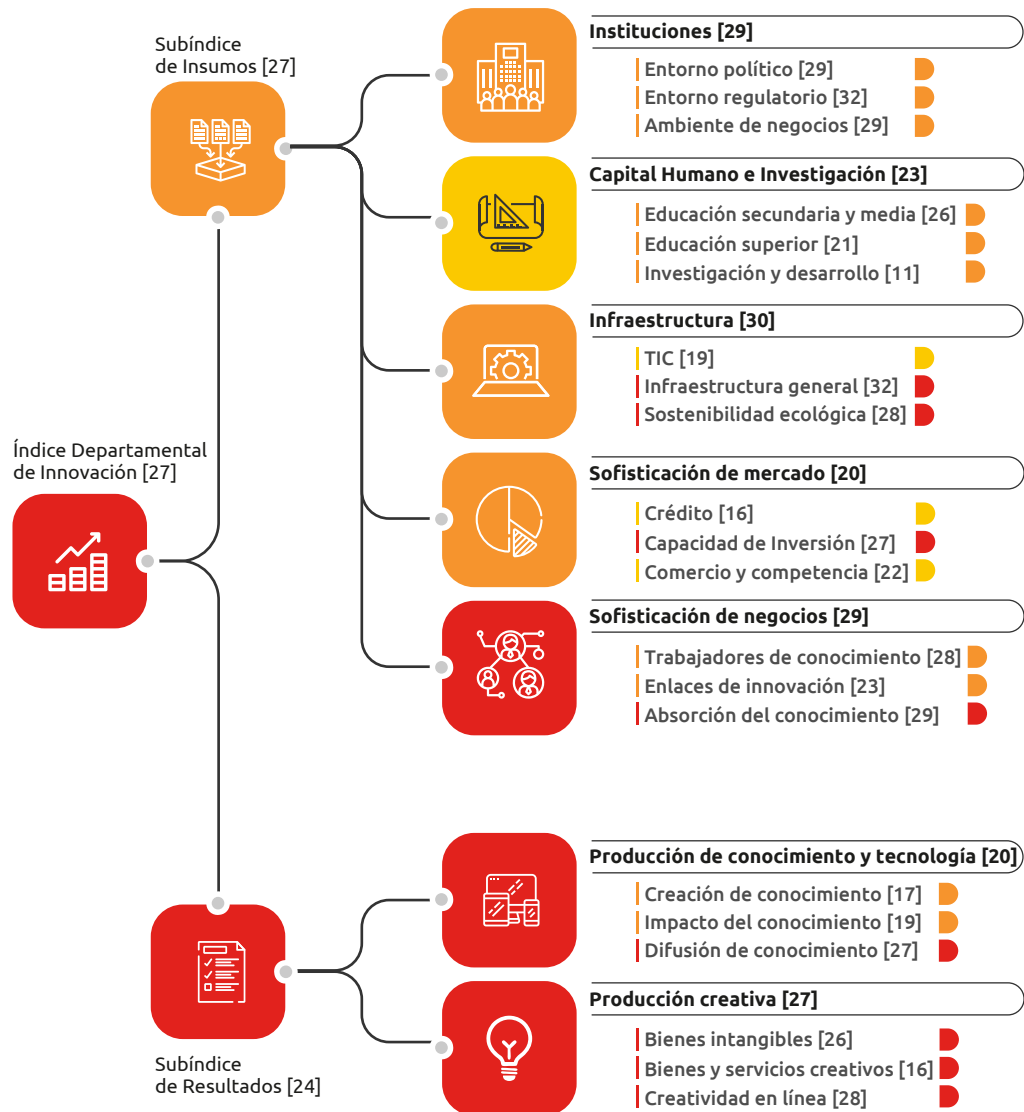 Subíndice
de Insumos [27]
Instituciones [29]
Entorno político [29]
Entorno regulatorio [32]
Ambiente de negocios [29]
Capital Humano e Investigación [23]
Educación secundaria y media [26]
Educación superior [21]
Investigación y desarrollo [11]
Infraestructura [30]
TIC [19]
Infraestructura general [32]
Sostenibilidad ecológica [28]
Índice Departamental
de Innovación [27]
Sofisticación de mercado [20]
Crédito [16]
Capacidad de Inversión [27]
Comercio y competencia [22]
Sofisticación de negocios [29]
Trabajadores de conocimiento [28]
Enlaces de innovación [23]
Absorción del conocimiento [29]
Producción de conocimiento y tecnología [20]
Creación de conocimiento [17]
Impacto del conocimiento [19]
Difusión de conocimiento [27]
Producción creativa [27]
Bienes intangibles [26]
Bienes y servicios creativos [16]
Creatividad en línea [28]
Subíndice
de Resultados [24]